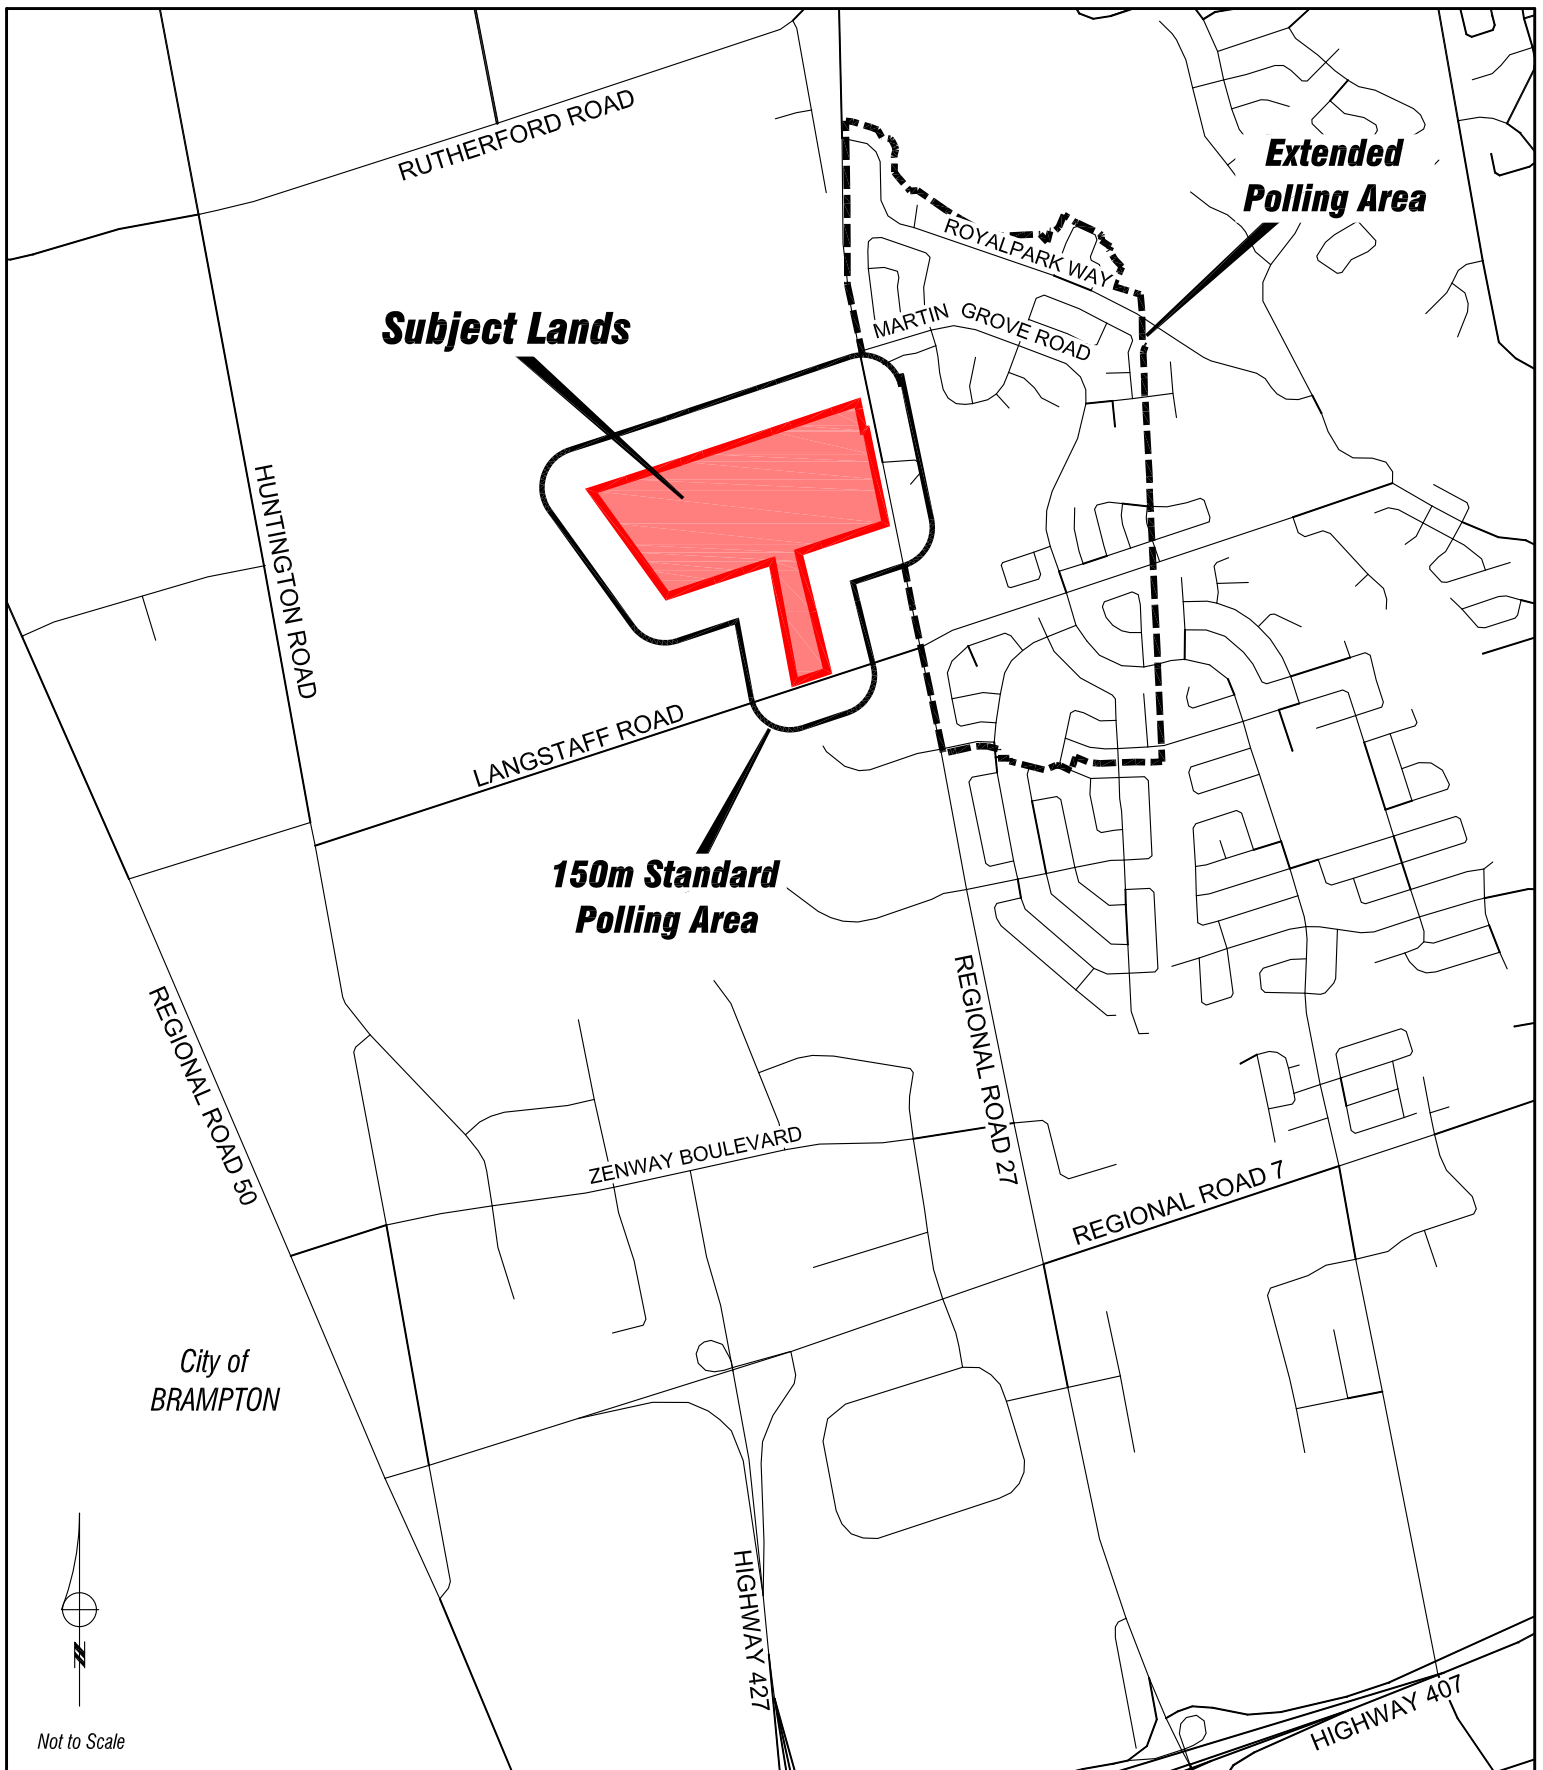 RUTHERFORD ROAD
Extended
Polling Area
ROYALPARK WAY
Subject Lands
MARTIN GROVE ROAD
HUNTINGTON ROAD
LANGSTAFF ROAD
150m Standard
Polling Area
REGIONAL ROAD 50
REGIONAL ROAD 27
ZENWAY BOULEVARD
REGIONAL ROAD 7
City of
BRAMPTON
HIGHWAY 427
N
HIGHWAY 407
Not to Scale